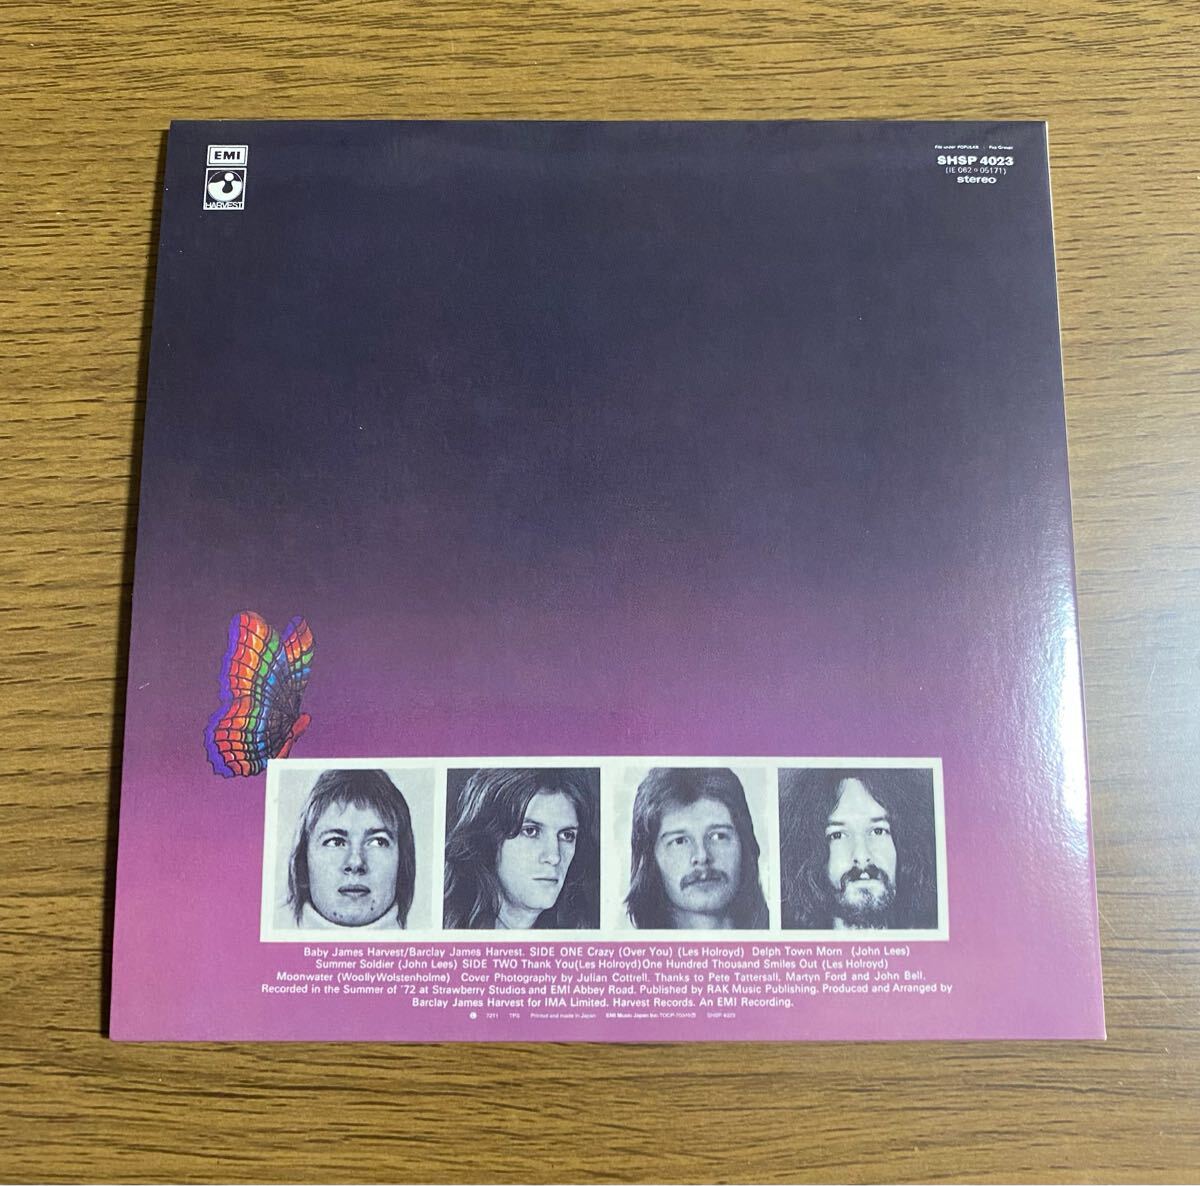 EMI
HARVEST
File under POPULAR : Pop Groups
SHSP 4023
(IE 062 o 05171)
stereo
Baby James Harvest/Barclay James Harvest. SIDE ONE Crazy (Over You) (Les Holroyd) Delph Town Morn (John Lees)
Summer Soldier (John Lees) SIDE TWO Thank You(Les Holroyd)One Hundred Thousand Smiles Out (Les Holroyd)
Moonwater (WoollyWolstenholme) Cover Photography by Julian Cottrell. Thanks to Pete Tattersall, Martyn Ford and John Bell.
Recorded in the Summer of '72 at Strawberry Studios and EMI Abbey Road. Published by RAK Music Publishing. Produced and Arranged by
Barclay James Harvest for IMA Limited. Harvest Records. An EMI Recording.
7211 TPS Printed and made in Japan EMI Music Japan Inc. SHSP 4023